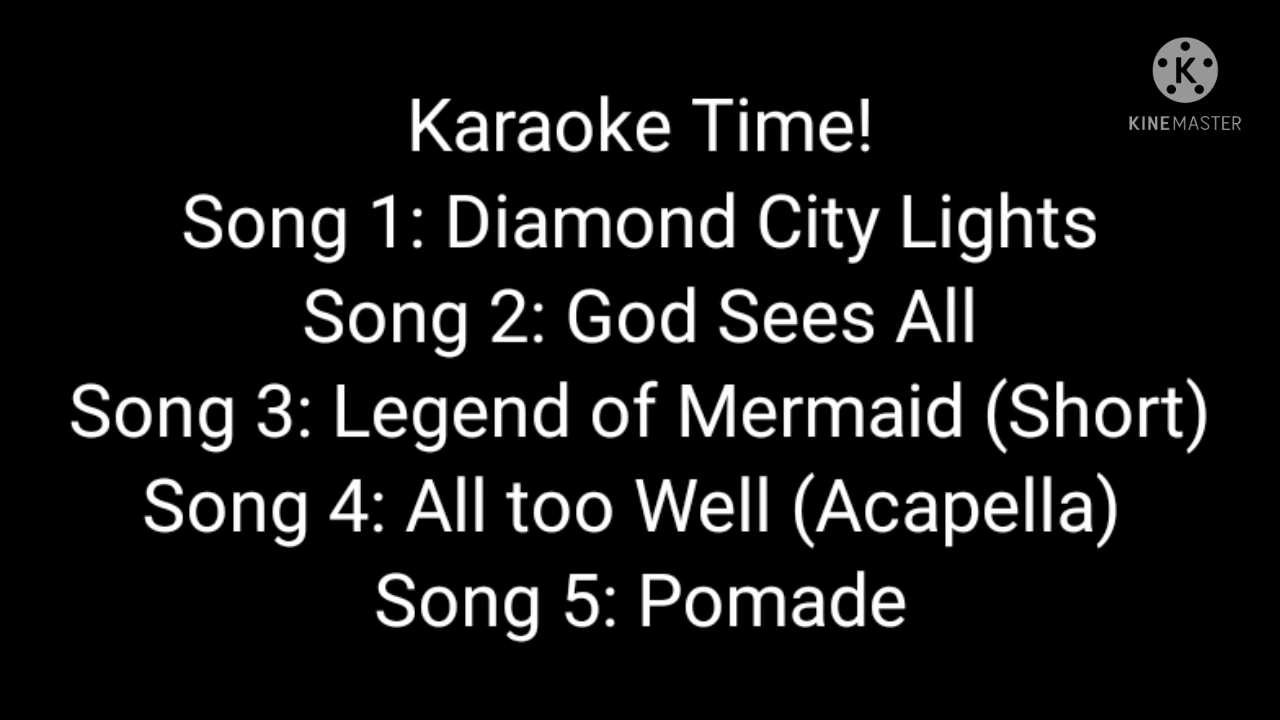 Karaoke Time!
Song 1: Diamond City Lights
Song 2: God Sees All
Song 3: Legend of Mermaid (Short)
Song 4: All too Well (Acapella)
Song 5: Pomade
K
KINEMASTER